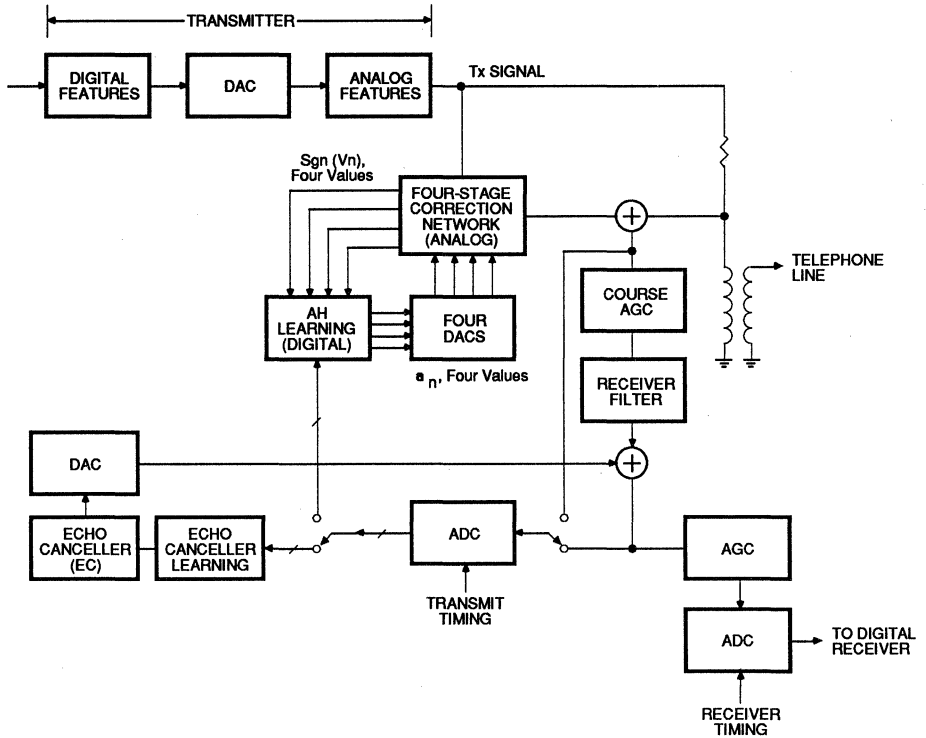 TRANSMITTER
DIGITAL
FEATURES
DAC
ANALOG
FEATURES
Tx SIGNAL
Sgn (Vn),
Four Values
FOUR-STAGE
CORRECTION
NETWORK
(ANALOG)
+
TELEPHONE
LINE
COURSE
AGC
AH
LEARNING
(DIGITAL)
FOUR
DACS
an, Four Values
RECEIVER
FILTER
DAC
+
ECHO
CANCELLER
(EC)
ECHO
CANCELLER
LEARNING
ADC
AGC
TRANSMIT
TIMING
ADC
TO DIGITAL
RECEIVER
RECEIVER
TIMING